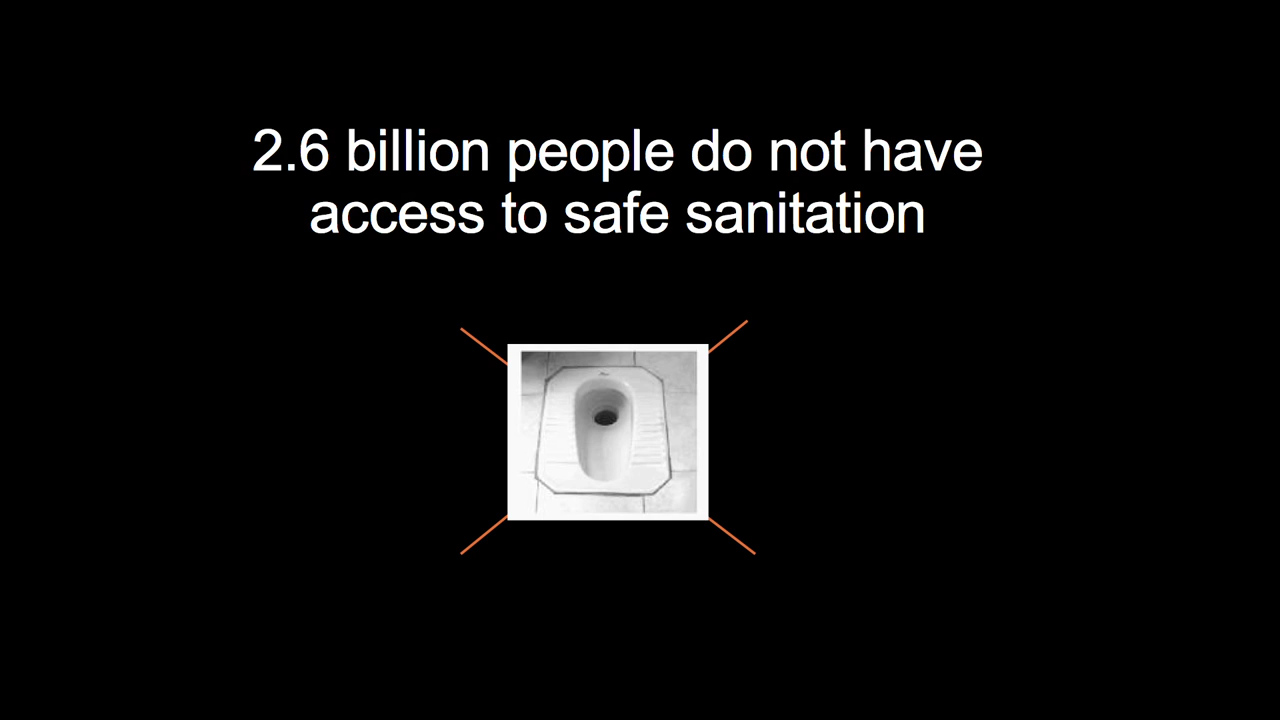 2.6 billion people do not have
access to safe sanitation